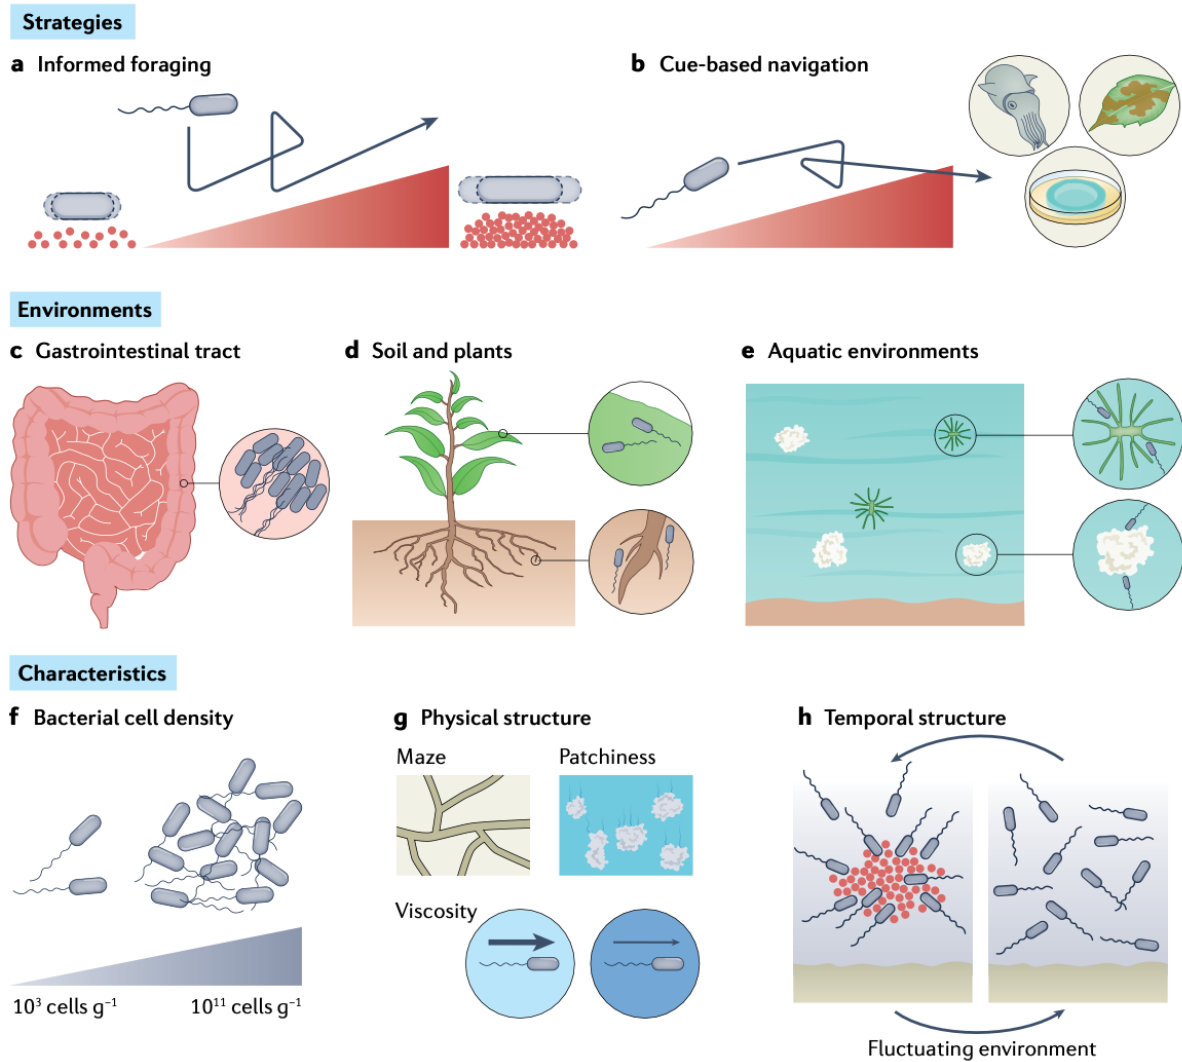 Strategies
a Informed foraging
b Cue-based navigation
Environments
c Gastrointestinal tract
d Soil and plants
e Aquatic environments
Characteristics
f Bacterial cell density
10³ cells g⁻¹
10¹¹ cells g⁻¹
g Physical structure
Maze
Patchiness
Viscosity
h Temporal structure
Fluctuating environment